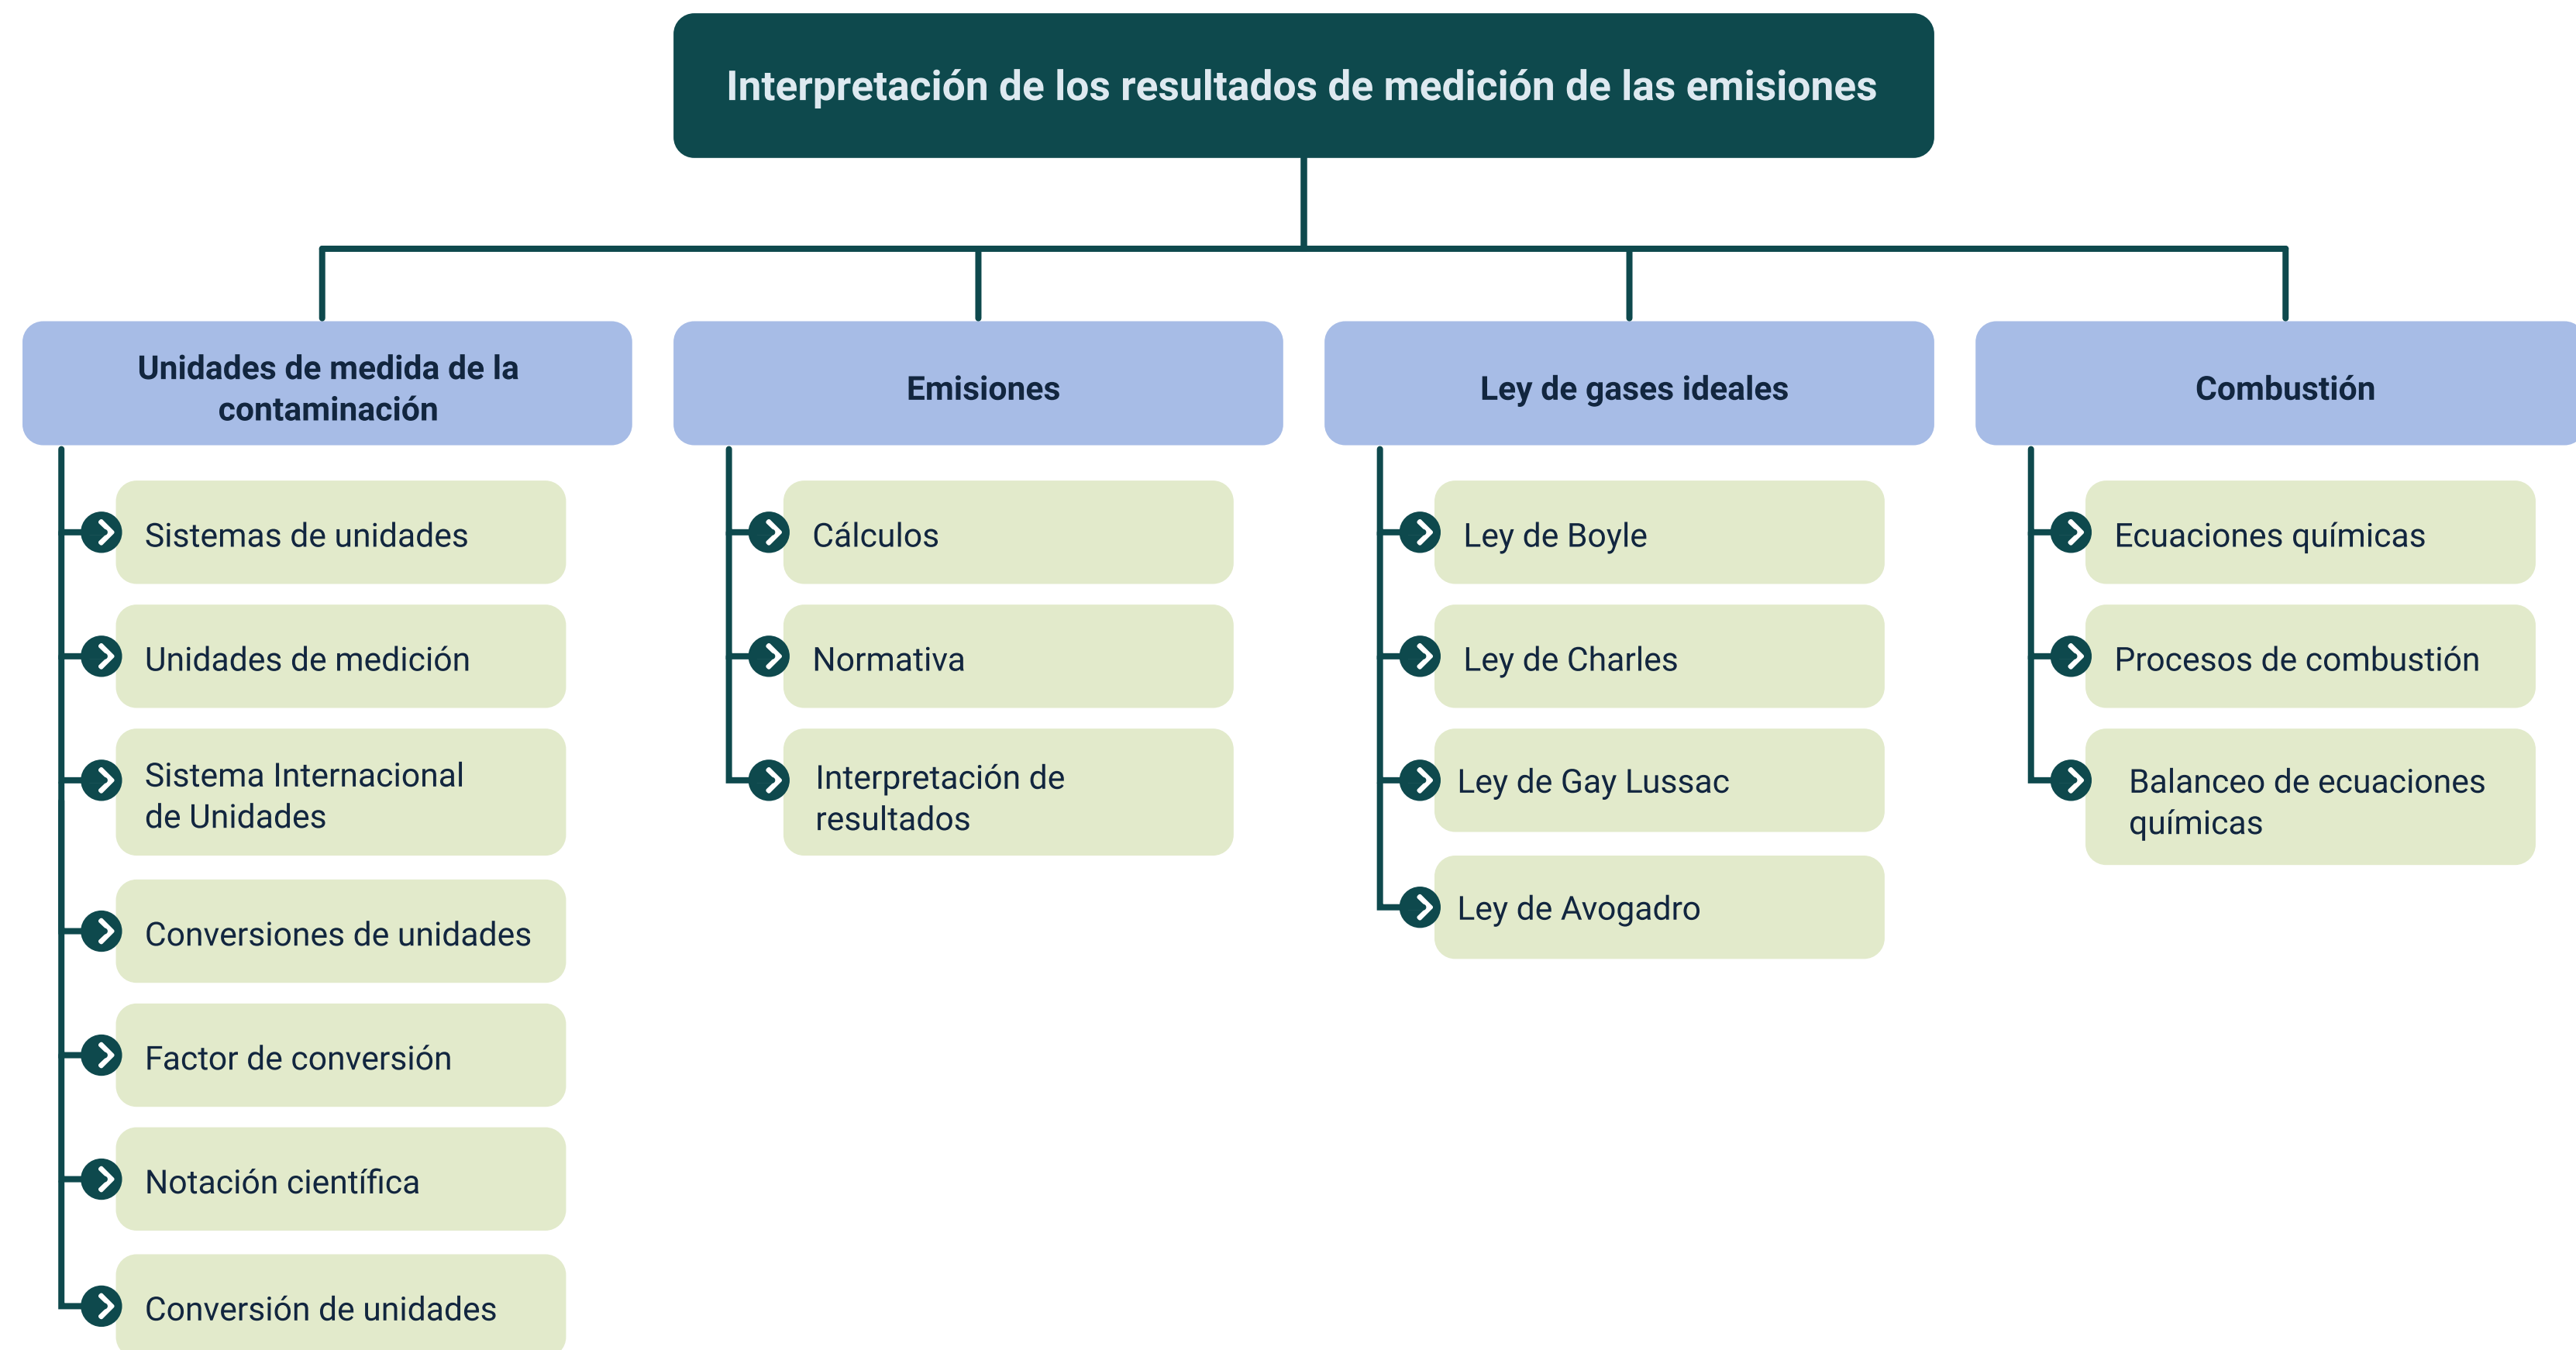 Interpretación de los resultados de medición de las emisiones
Unidades de medida de la
contaminación
Sistemas de unidades
Unidades de medición
Sistema Internacional
de Unidades
Conversiones de unidades
Factor de conversión
Notación científica
Conversión de unidades
Emisiones
Cálculos
Normativa
Interpretación de
resultados
Ley de gases ideales
Ley de Boyle
Ley de Charles
Ley de Gay Lussac
Ley de Avogadro
Combustión
Ecuaciones químicas
Procesos de combustión
Balanceo de ecuaciones
químicas